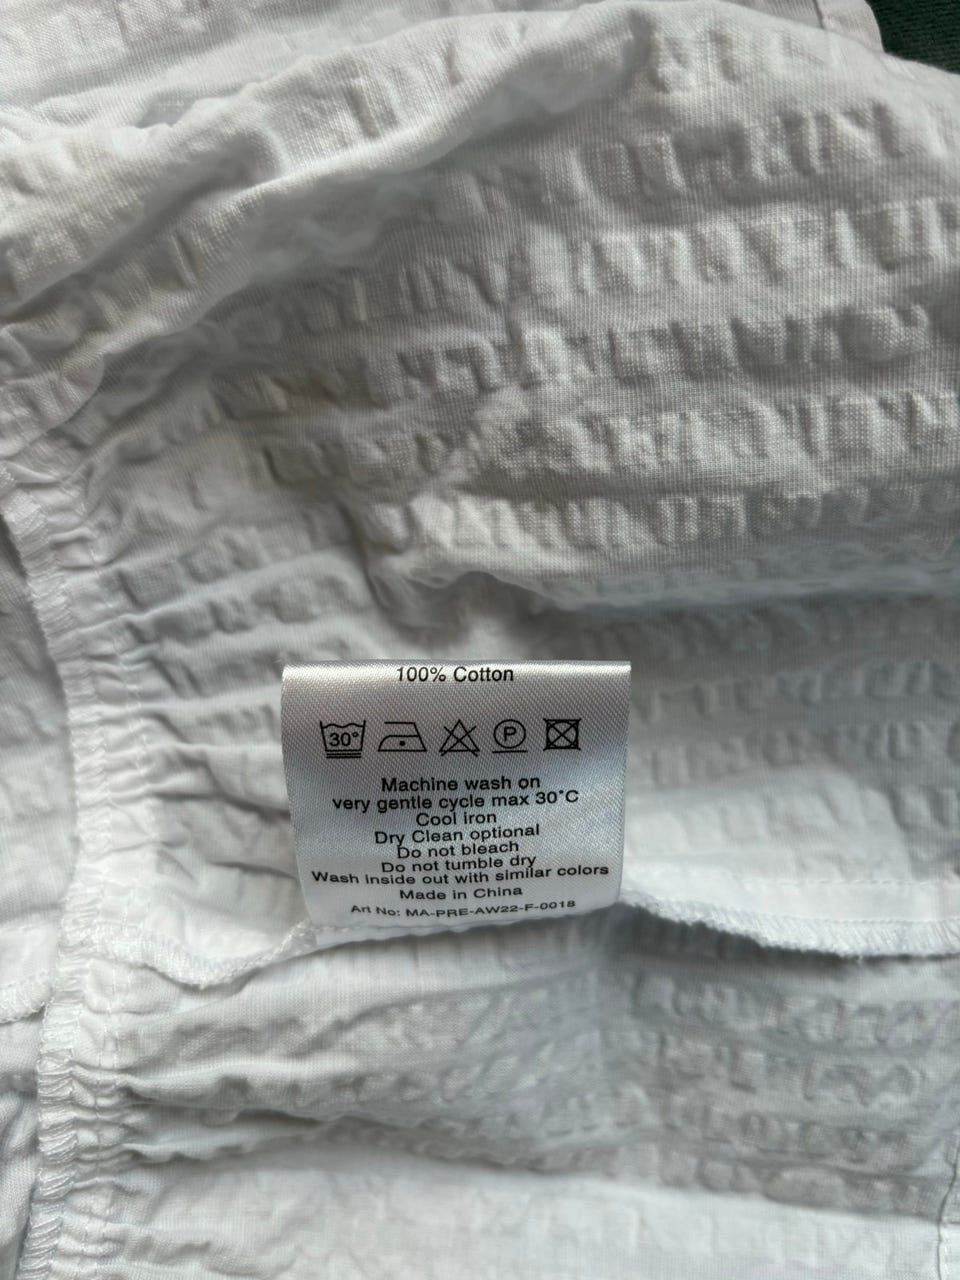 100% Cotton
30°
P
Machine wash on
very gentle cycle max 30°C
Cool iron
Dry Clean optional
Do not bleach
Do not tumble dry
Wash inside out with similar colors
Made in China
Art No: MA-PRE-AW22-F-0018